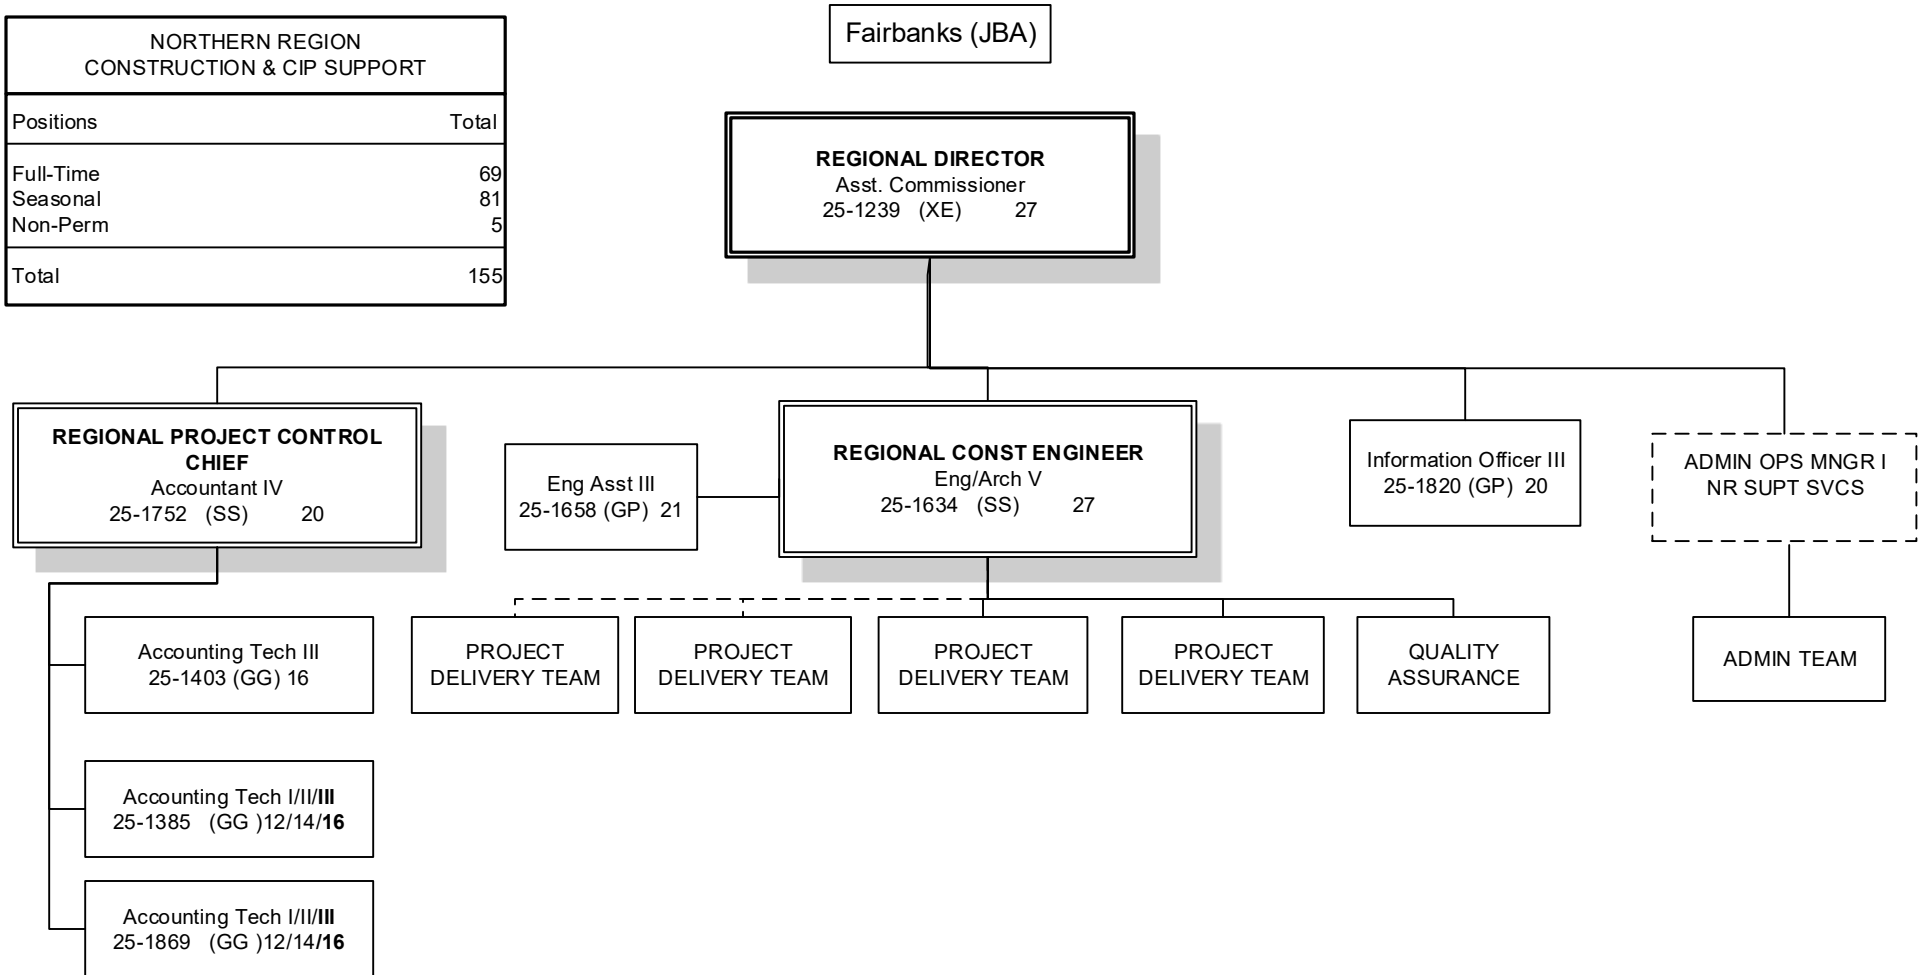 NORTHERN REGION
CONSTRUCTION & CIP SUPPORT
Positions Total
Full-Time 69
Seasonal 81
Non-Perm 5
Total 155
Fairbanks (JBA)
REGIONAL DIRECTOR
Asst. Commissioner
25-1239 (XE) 27
REGIONAL PROJECT CONTROL
CHIEF
Accountant IV
25-1752 (SS) 20
Eng Asst III
25-1658 (GP) 21
REGIONAL CONST ENGINEER
Eng/Arch V
25-1634 (SS) 27
Information Officer III
25-1820 (GP) 20
ADMIN OPS MNGR I
NR SUPT SVCS
Accounting Tech III
25-1403 (GG) 16
PROJECT
DELIVERY TEAM
PROJECT
DELIVERY TEAM
PROJECT
DELIVERY TEAM
PROJECT
DELIVERY TEAM
QUALITY
ASSURANCE
ADMIN TEAM
Accounting Tech I/II/III
25-1385 (GG )12/14/16
Accounting Tech I/II/III
25-1869 (GG )12/14/16